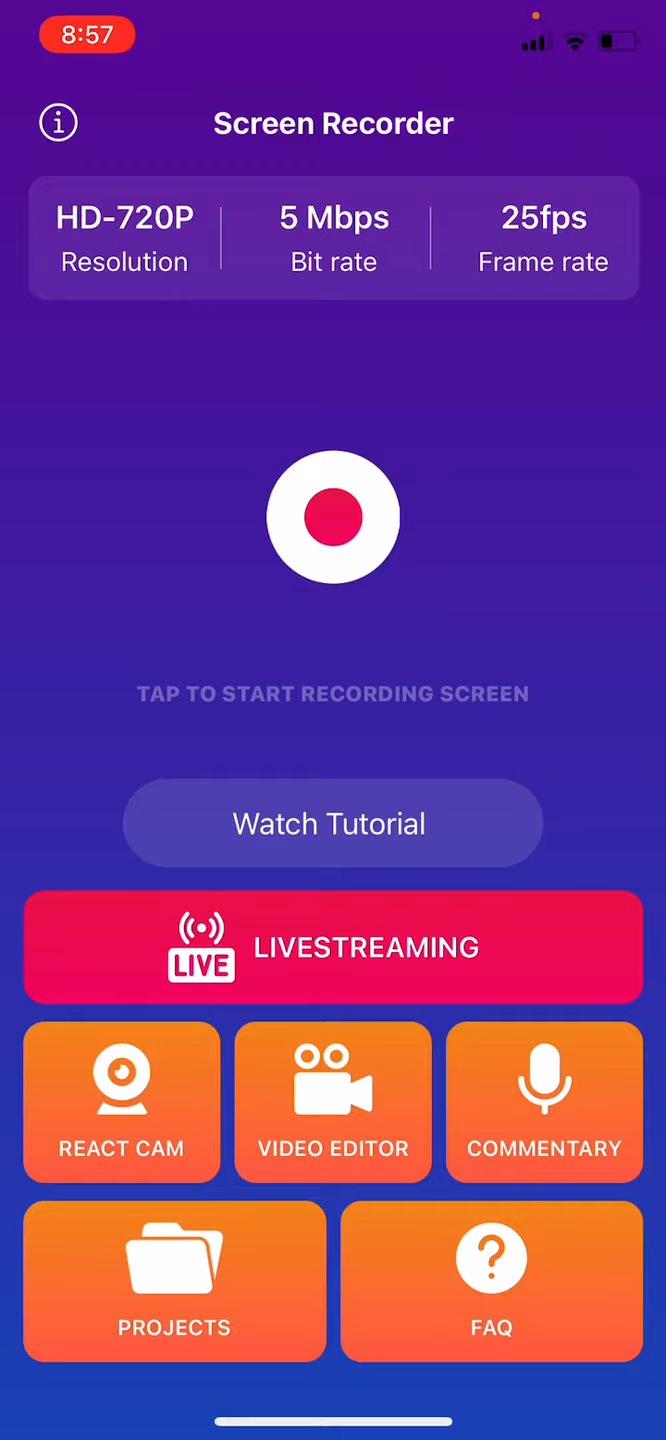 8:57
Screen Recorder
HD-720P 5 Mbps 25fps
Resolution Bit rate Frame rate
TAP TO START RECORDING SCREEN
Watch Tutorial
LIVE LIVESTREAMING
REACT CAM VIDEO EDITOR COMMENTARY
PROJECTS FAQ